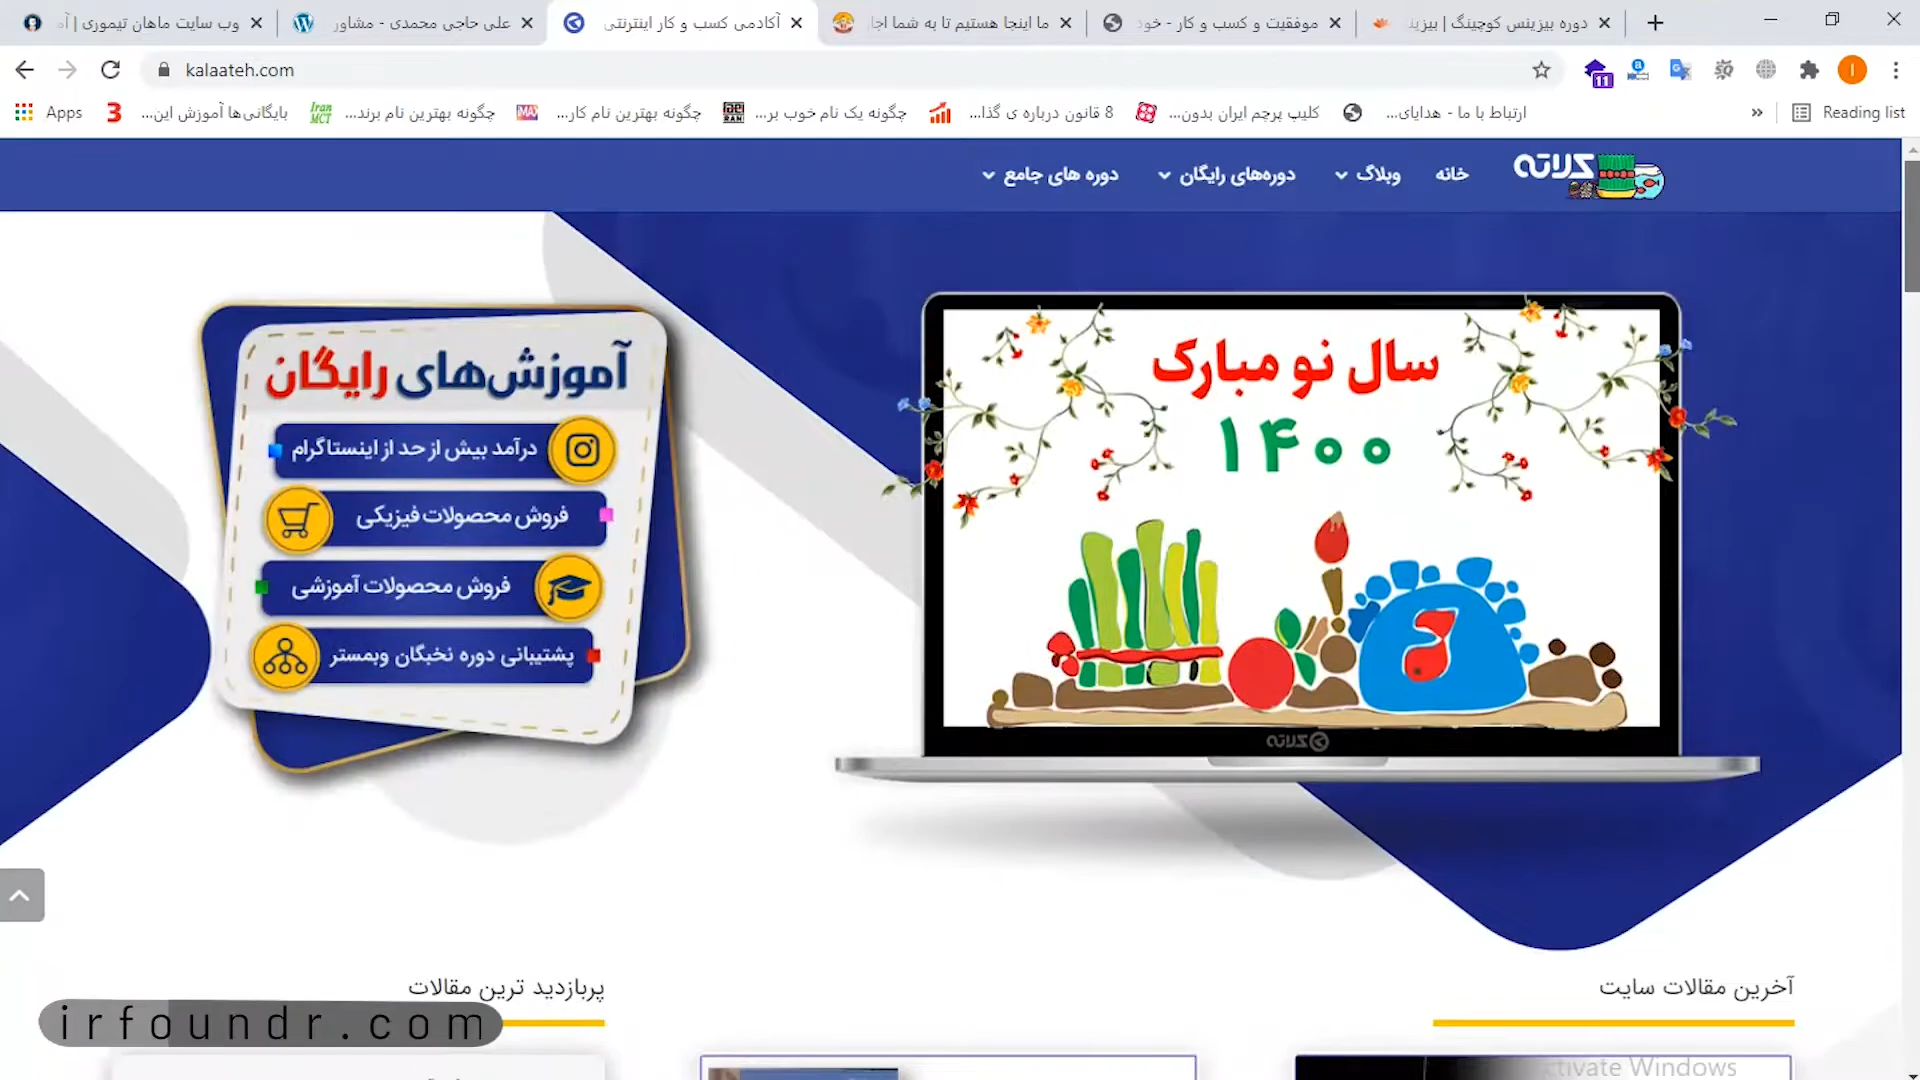 وب سایت ماهان تیموری | آ
علی حاجی محمدی - مشاور
آکادمی کسب و کار اینترنتی
ما اینجا هستیم تا به شما اجا
موفقیت و کسب و کار - خود
دوره بیزینس کوچینگ | بیزین
kalaateh.com
11
Apps
بایگانی‌ها آموزش این...
چگونه بهترین نام برند...
چگونه بهترین نام کار...
چگونه یک نام خوب بر...
8 قانون درباره ی گذا...
کلیپ پرچم ایران بدون...
ارتباط با ما - هدایای...
»
Reading list
کلاته
خانه
وبلاگ
دوره‌های رایگان
دوره های جامع
آموزش‌های رایگان
درآمد بیش از حد از اینستاگرام
فروش محصولات فیزیکی
فروش محصولات آموزشی
پشتیبانی دوره نخبگان وبمستر
سال نو مبارک
۱۴۰۰
کلاته
آخرین مقالات سایت
پربازدید ترین مقالات
irfoundr.com
ctivate Windows